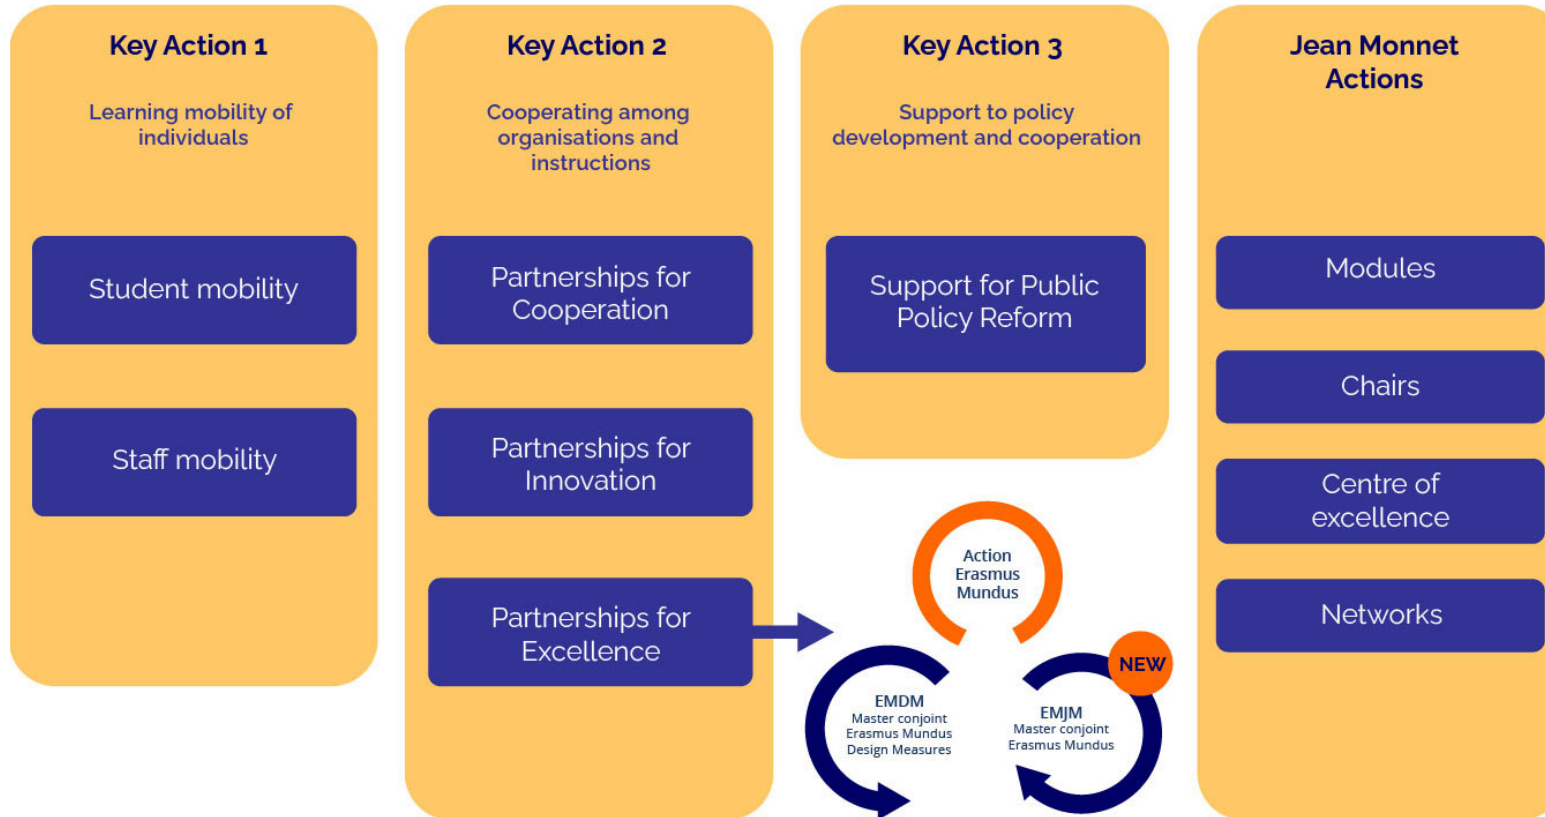 Key Action 1
Learning mobility of
individuals
Student mobility
Staff mobility
Key Action 2
Cooperating among
organisations and
instructions
Partnerships for
Cooperation
Partnerships for
Innovation
Partnerships for
Excellence
Key Action 3
Support to policy
development and cooperation
Support for Public
Policy Reform
Action
Erasmus
Mundus
EMDM
Master conjoint
Erasmus Mundus
Design Measures
NEW
EMJM
Master conjoint
Erasmus Mundus
Jean Monnet
Actions
Modules
Chairs
Centre of
excellence
Networks